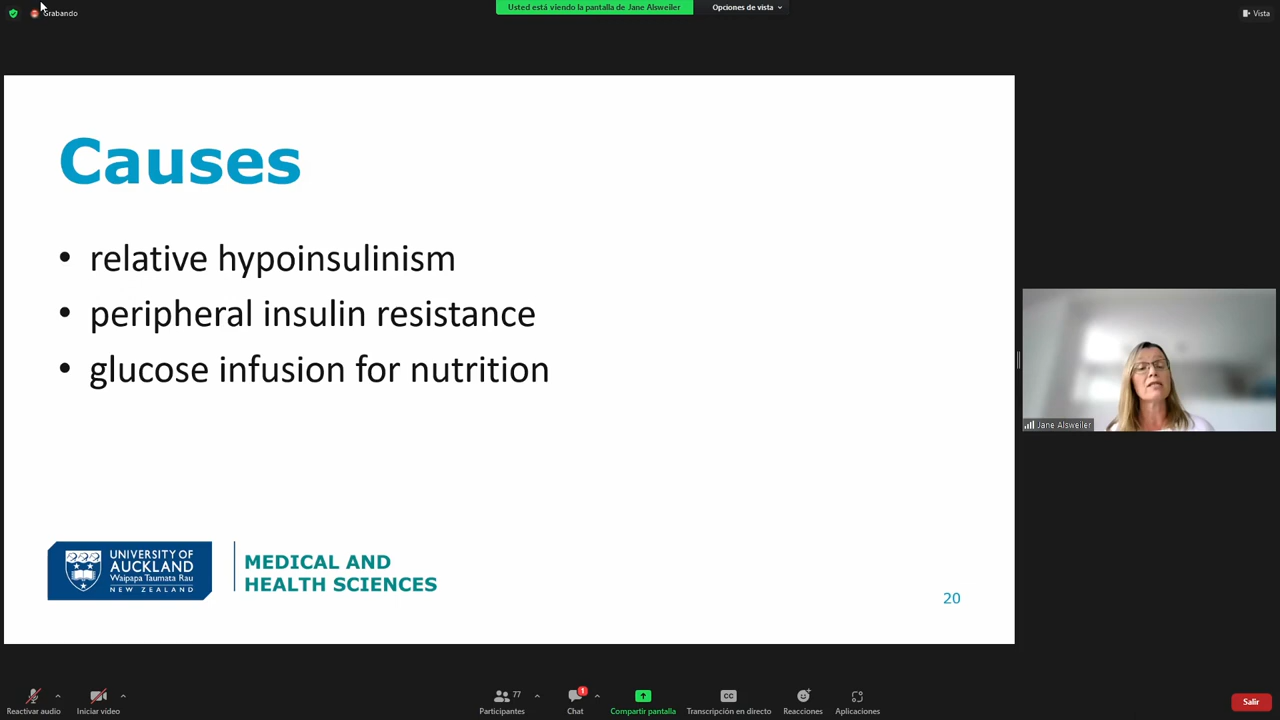 Grabando
Usted está viendo la pantalla de Jane Alsweiler
Opciones de vista
Vista
Causes
• relative hypoinsulinism
• peripheral insulin resistance
• glucose infusion for nutrition
UNIVERSITY OF
AUCKLAND
Waipapa Taumata Rau
NEW ZEALAND
MEDICAL AND
HEALTH SCIENCES
20
Jane Alsweiler
Reactivar audio
Iniciar video
77
Participantes
1
Chat
Compartir pantalla
CC
Transcripción en directo
Reacciones
Aplicaciones
Salir